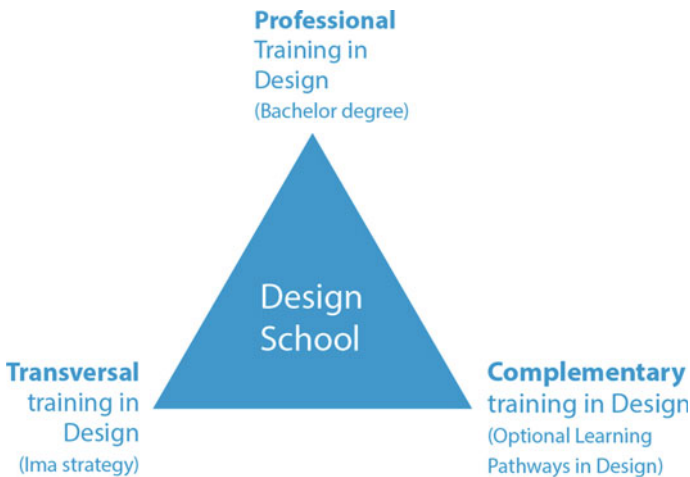 Professional
Training in
Design
(Bachelor degree)
Design
School
Transversal
training in
Design
(Ima strategy)
Complementary
training in Design
(Optional Learning
Pathways in Design)